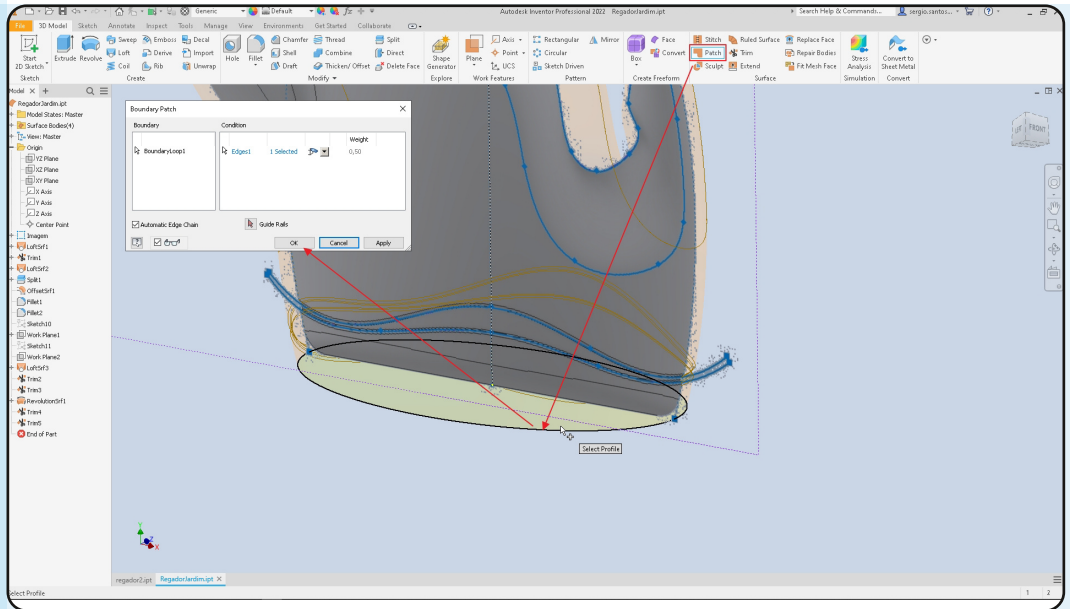 Generic
Default
Autodesk Inventor Professional 2022 RegadorJardim.ipt
Search Help & Commands...
sergio.santos...
File 3D Model Sketch Annotate Inspect Tools Manage View Environments Get Started Collaborate
Start
2D Sketch
Sketch
Extrude Revolve
Sweep Emboss Decal
Loft Derive Import
Coil Rib Unwrap
Create
Hole Fillet
Chamfer Thread Split
Shell Combine Direct
Draft Thicken/ Offset Delete Face
Modify
Shape
Generator
Explore
Plane
Axis
Point
UCS
Work Features
Rectangular Mirror
Circular
Sketch Driven
Pattern
Box
Face
Convert
Create Freeform
Stitch Ruled Surface Replace Face
Patch Trim Repair Bodies
Sculpt Extend Fit Mesh Face
Surface
Stress
Analysis
Simulation
Convert to
Sheet Metal
Convert
Model
RegadorJardim.ipt
Model States: Master
Surface Bodies(4)
View: Master
Origin
YZ Plane
XZ Plane
XY Plane
X Axis
Y Axis
Z Axis
Center Point
Imagem
LoftSrf1
Trim1
LoftSrf2
Split1
OffsetSrf1
Fillet1
Fillet2
Sketch10
Work Plane1
Sketch11
Work Plane2
LoftSrf3
Trim2
Trim3
RevolutionSrf1
Trim4
Trim5
End of Part
Boundary Patch
Boundary Condition
Weight
BoundaryLoop1 Edges1 1 Selected 0,50
Automatic Edge Chain Guide Rails
OK Cancel Apply
FRONT
Select Profile
Y
Z
X
regador2.ipt RegadorJardim.ipt
Select Profile
1 2